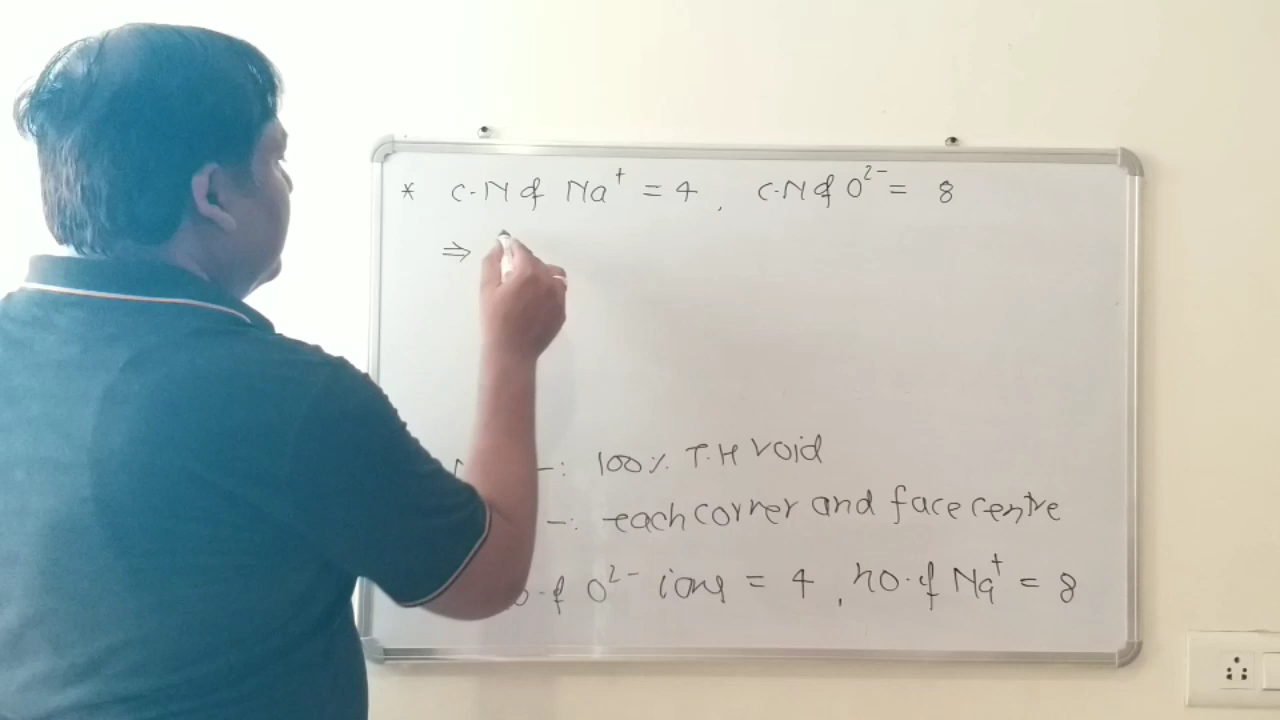 * C.N of Na⁺ = 4 , C.N of O²⁻ = 8
⇒
-: 100% T.H void
-: each corner and face centre
of O²⁻ ions = 4 , no. of Na⁺ = 8